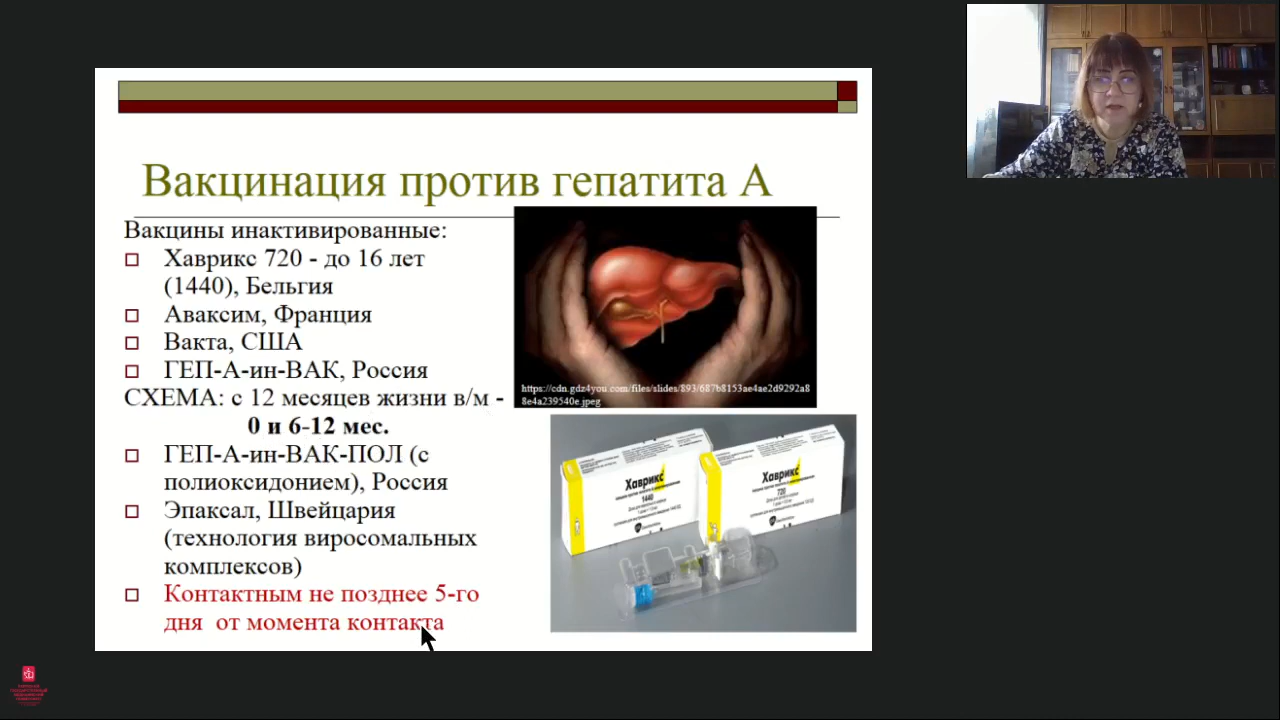 Вакцинация против гепатита А
Вакцины инактивированные:
Хаврикс 720 - до 16 лет
(1440), Бельгия
Аваксим, Франция
Вакта, США
ГЕП-А-ин-ВАК, Россия
СХЕМА: с 12 месяцев жизни в/м -
0 и 6-12 мес.
ГЕП-А-ин-ВАК-ПОЛ (с
полиоксидонием), Россия
Эпаксал, Швейцария
(технология виросомальных
комплексов)
Контактным не позднее 5-го
дня от момента контакта
https://cdn.gdz4you.com/files/slides/893/687b8153ae4ae2d9292a8
8e4a239540e.jpeg
Хаврикс
1440
Хаврикс
720